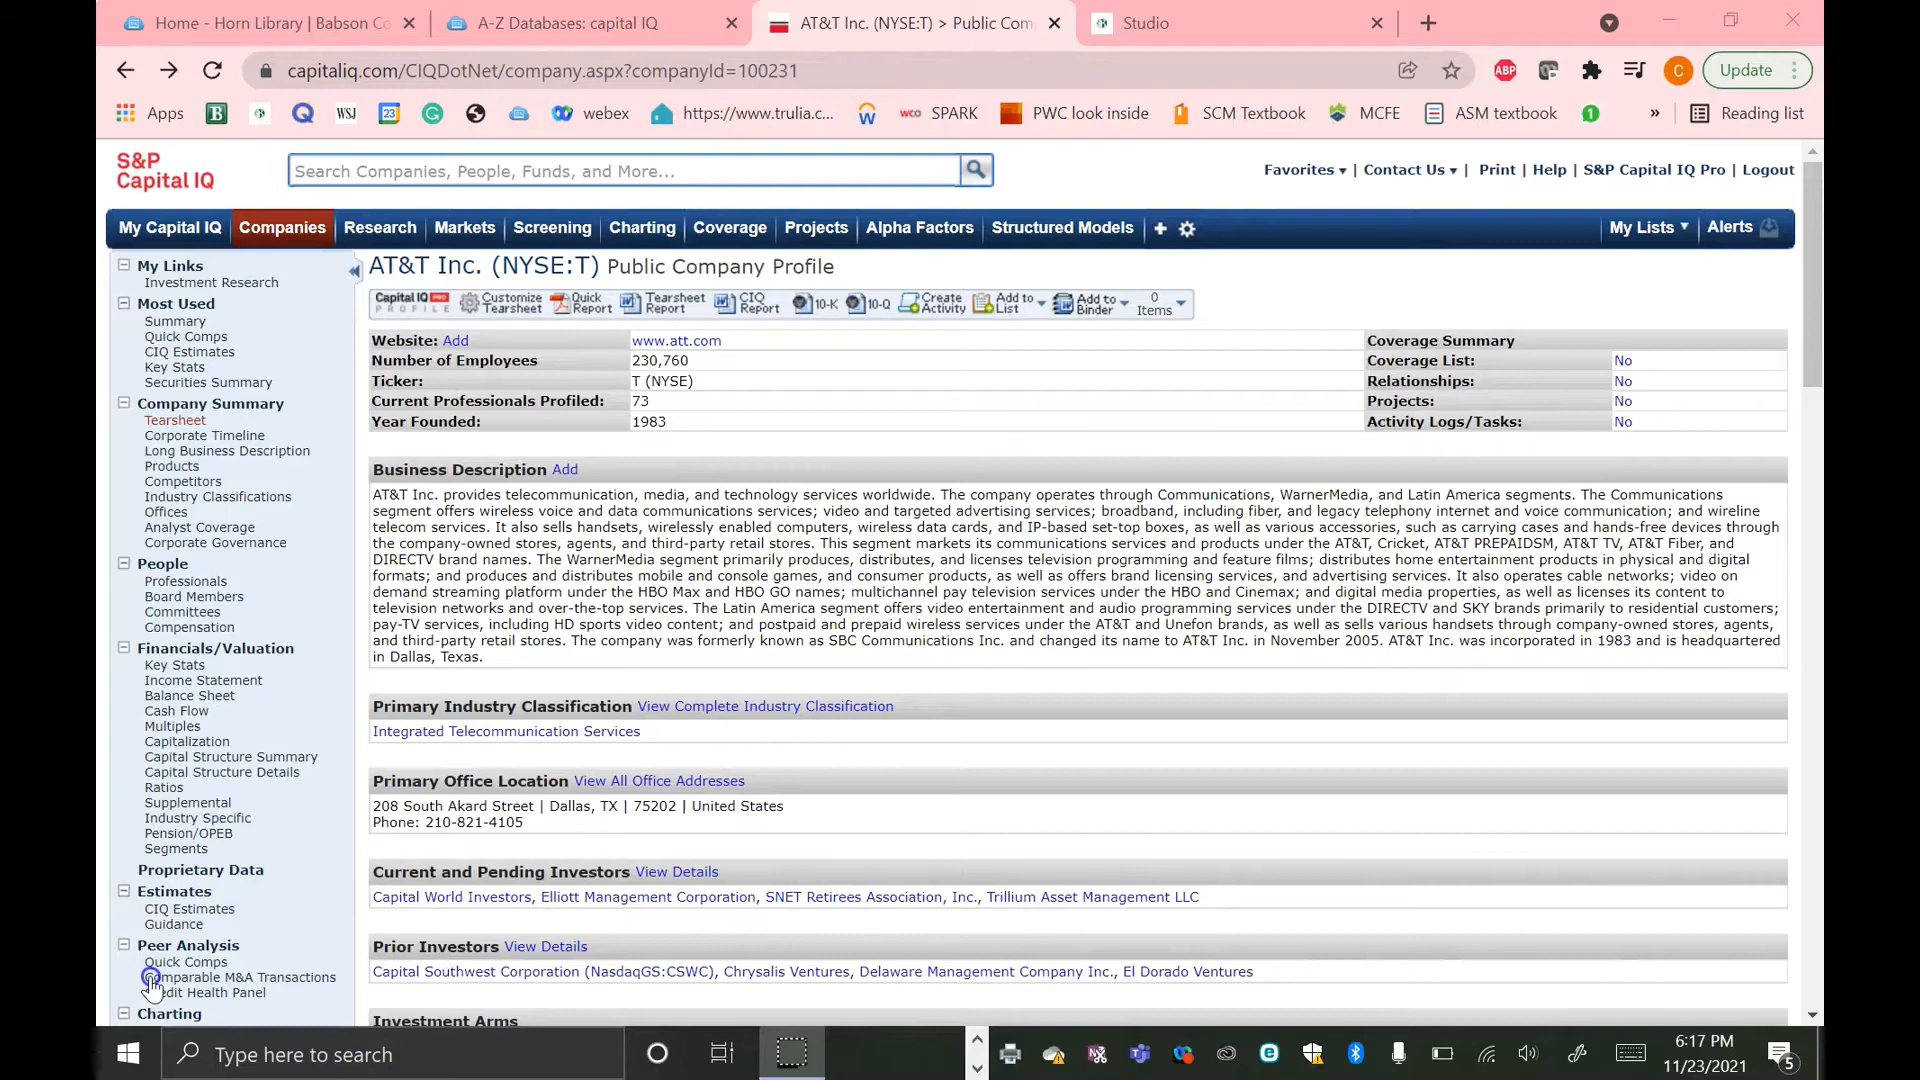 Home - Horn Library | Babson Co
A-Z Databases: capital IQ
AT&T Inc. (NYSE:T) > Public Com
Studio
capitaliq.com/CIQDotNet/company.aspx?companyId=100231
ABP
C
Update
Apps
B
WSJ
23
webex
https://www.trulia.c...
wco SPARK
PWC look inside
SCM Textbook
MCFE
ASM textbook
1
»
Reading list
S&P
Capital IQ
Search Companies, People, Funds, and More...
Favorites | Contact Us | Print | Help | S&P Capital IQ Pro | Logout
My Capital IQ
Companies
Research
Markets
Screening
Charting
Coverage
Projects
Alpha Factors
Structured Models
My Lists
Alerts
My Links
Investment Research
Most Used
Summary
Quick Comps
CIQ Estimates
Key Stats
Securities Summary
Company Summary
Tearsheet
Corporate Timeline
Long Business Description
Products
Competitors
Industry Classifications
Offices
Analyst Coverage
Corporate Governance
People
Professionals
Board Members
Committees
Compensation
Financials/Valuation
Key Stats
Income Statement
Balance Sheet
Cash Flow
Multiples
Capitalization
Capital Structure Summary
Capital Structure Details
Ratios
Supplemental
Industry Specific
Pension/OPEB
Segments
Proprietary Data
Estimates
CIQ Estimates
Guidance
Peer Analysis
Quick Comps
M&A Transactions
Health Panel
Charting
AT&T Inc. (NYSE:T) Public Company Profile
Capital IQ PRO
PROFILE
Customize
Tearsheet
Quick
Report
Tearsheet
Report
CIQ
Report
10-K
10-Q
Create
Activity
Add to
List
Add to
Binder
0
Items
Website: Add www.att.com
Number of Employees 230,760
Ticker: T (NYSE)
Current Professionals Profiled: 73
Year Founded: 1983
Coverage Summary
Coverage List: No
Relationships: No
Projects: No
Activity Logs/Tasks: No
Business Description Add
AT&T Inc. provides telecommunication, media, and technology services worldwide. The company operates through Communications, WarnerMedia, and Latin America segments. The Communications
segment offers wireless voice and data communications services; video and targeted advertising services; broadband, including fiber, and legacy telephony internet and voice communication; and wireline
telecom services. It also sells handsets, wirelessly enabled computers, wireless data cards, and IP-based set-top boxes, as well as various accessories, such as carrying cases and hands-free devices through
the company-owned stores, agents, and third-party retail stores. This segment markets its communications services and products under the AT&T, Cricket, AT&T PREPAIDSM, AT&T TV, AT&T Fiber, and
DIRECTV brand names. The WarnerMedia segment primarily produces, distributes, and licenses television programming and feature films; distributes home entertainment products in physical and digital
formats; and produces and distributes mobile and console games, and consumer products, as well as offers brand licensing services, and advertising services. It also operates cable networks; video on
demand streaming platform under the HBO Max and HBO GO names; multichannel pay television services under the HBO and Cinemax; and digital media properties, as well as licenses its content to
television networks and over-the-top services. The Latin America segment offers video entertainment and audio programming services under the DIRECTV and SKY brands primarily to residential customers;
pay-TV services, including HD sports video content; and postpaid and prepaid wireless services under the AT&T and Unefon brands, as well as sells various handsets through company-owned stores, agents,
and third-party retail stores. The company was formerly known as SBC Communications Inc. and changed its name to AT&T Inc. in November 2005. AT&T Inc. was incorporated in 1983 and is headquartered
in Dallas, Texas.
Primary Industry Classification View Complete Industry Classification
Integrated Telecommunication Services
Primary Office Location View All Office Addresses
208 South Akard Street | Dallas, TX | 75202 | United States
Phone: 210-821-4105
Current and Pending Investors View Details
Capital World Investors, Elliott Management Corporation, SNET Retirees Association, Inc., Trillium Asset Management LLC
Prior Investors View Details
Capital Southwest Corporation (NasdaqGS:CSWC), Chrysalis Ventures, Delaware Management Company Inc., El Dorado Ventures
Investment Arms
Type here to search
6:17 PM
11/23/2021
5